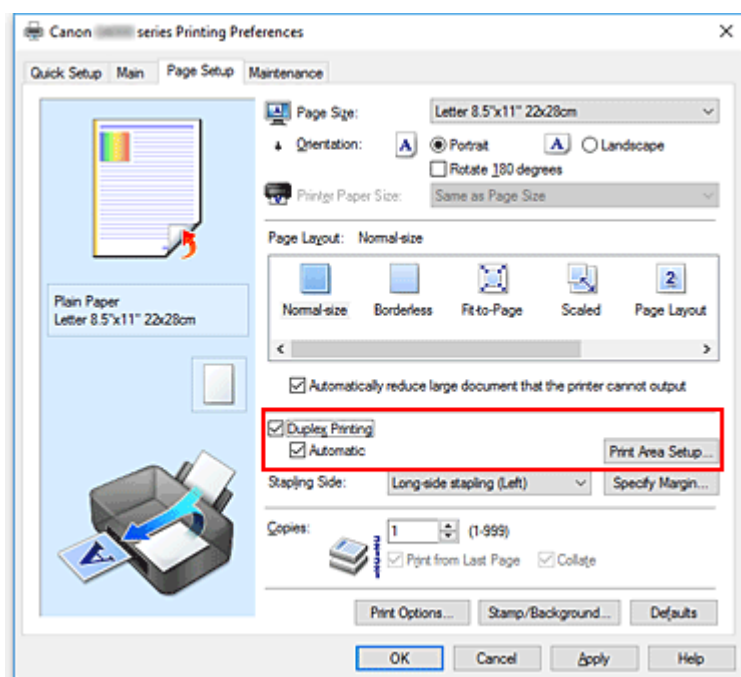 Canon series Printing Preferences
Quick Setup Main Page Setup Maintenance
Page Size: Letter 8.5"x11" 22x28cm
Orientation: A Portrait A Landscape
Rotate 180 degrees
Printer Paper Size: Same as Page Size
Page Layout: Normal-size
Normal-size Borderless Fit-to-Page Scaled 2 Page Layout
Plain Paper
Letter 8.5"x11" 22x28cm
Automatically reduce large document that the printer cannot output
Duplex Printing
Automatic Print Area Setup...
Stapling Side: Long-side stapling (Left) Specify Margin...
Copies: 1 (1-999)
Print from Last Page Collate
A
Print Options... Stamp/Background... Defaults
OK Cancel Apply Help